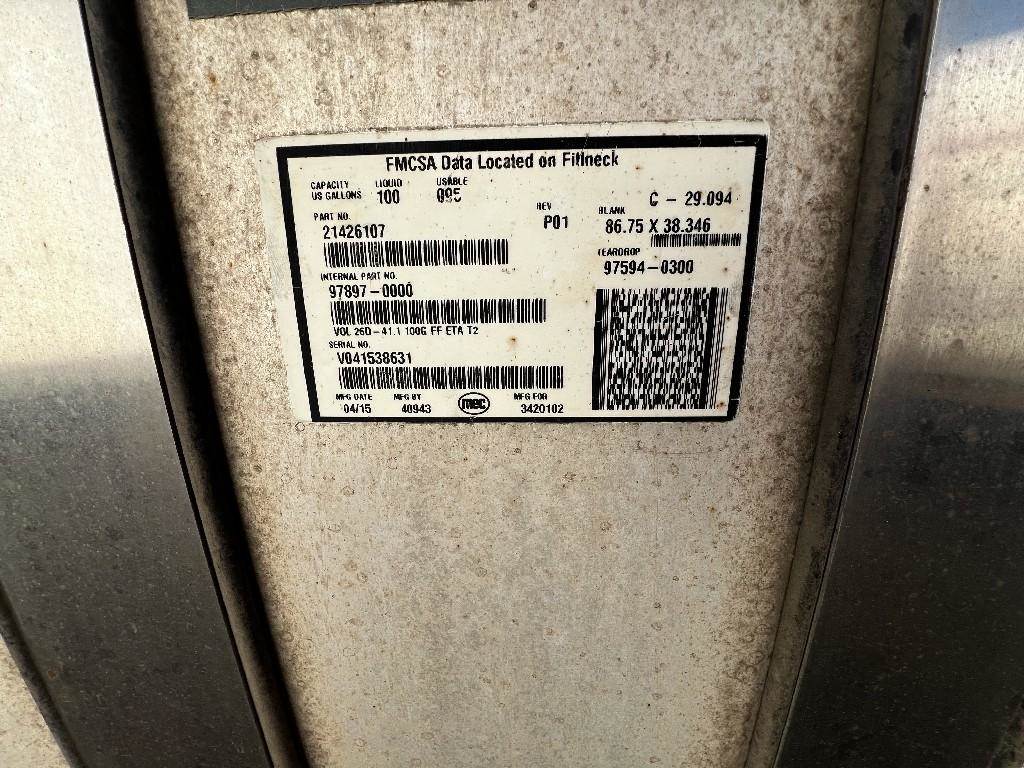 FMCSA Data Located on Fillneck
CAPACITY US GALLONS
LIQUID 100
USABLE 095
C - 29.094
PART NO.
21426107
REV P01
BLANK
86.75 X 38.346
TEARDROP
97594-0300
INTERNAL PART NO.
97897-0000
VOL 26D-41.1 100G FF ETA T2
SERIAL NO.
V041538631
MFG DATE 04/15
MFG BY 40943
mec
MFG FOR 3420102